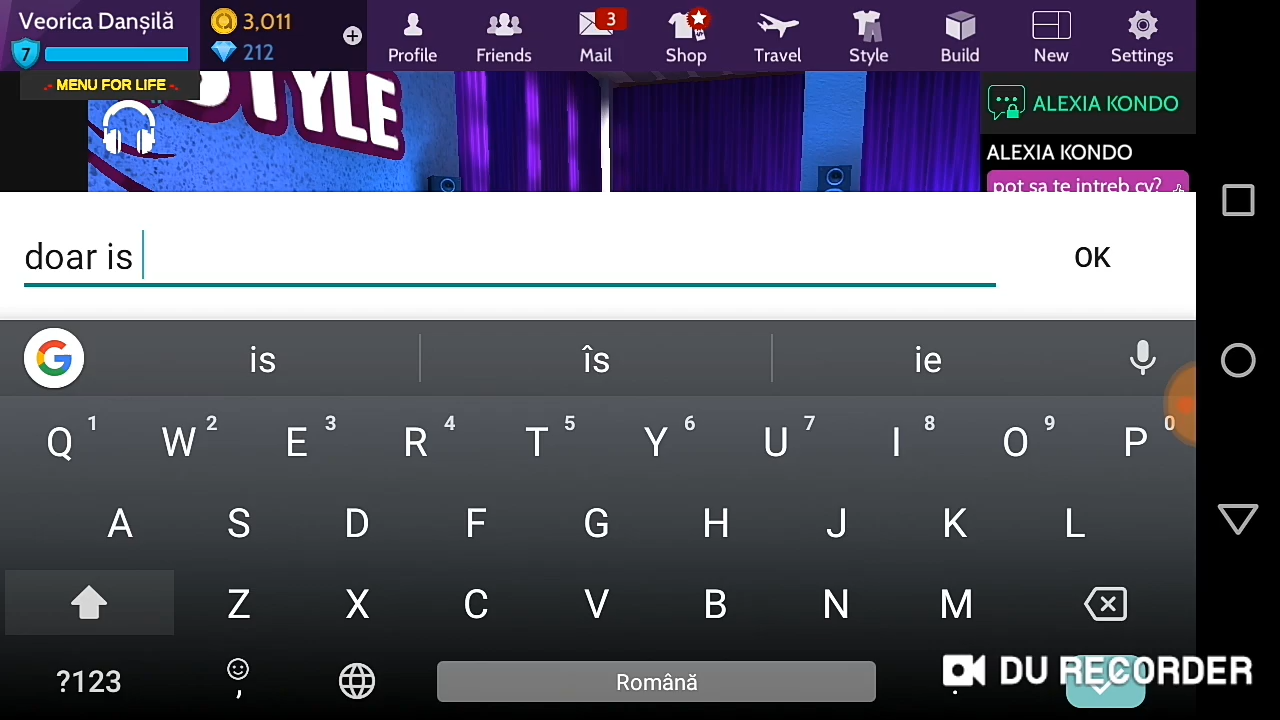 Veorica Danșilă
3,011
7
212
Profile
Friends
3
Mail
Shop
Travel
Style
Build
New
Settings
MENU FOR LIFE
STYLE
ALEXIA KONDO
ALEXIA KONDO
pot sa te intreb cv?
doar is
OK
is îs ie
Q 1 W 2 E 3 R 4 T 5 Y 6 U 7 I 8 O 9 P 0
A S D F G H J K L
Z X C V B N M
?123 , Română .
DU RECORDER